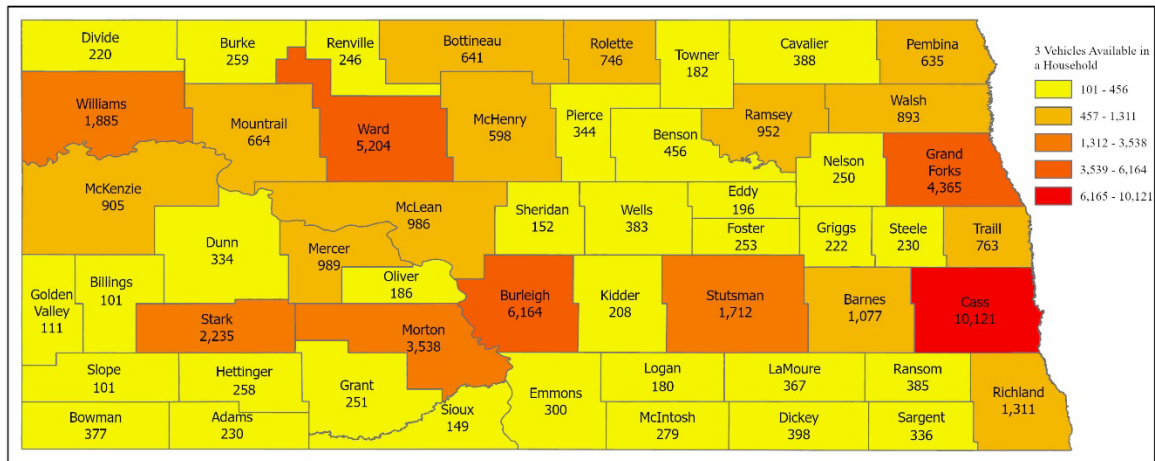 Divide
220
Burke
259
Renville
246
Bottineau
641
Rolette
746
Towner
182
Cavalier
388
Pembina
635
3 Vehicles Available in
a Household
101 - 456
457 - 1,311
1,312 - 3,538
3,539 - 6,164
6,165 - 10,121
Williams
1,885
Mountrail
664
Ward
5,204
McHenry
598
Pierce
344
Benson
456
Ramsey
952
Walsh
893
Nelson
250
Grand
Forks
4,365
McKenzie
905
Dunn
334
McLean
986
Mercer
989
Oliver
186
Sheridan
152
Wells
383
Eddy
196
Foster
253
Griggs
222
Steele
230
Traill
763
Golden
Valley
111
Billings
101
Stark
2,235
Morton
3,538
Burleigh
6,164
Kidder
208
Stutsman
1,712
Barnes
1,077
Cass
10,121
Slope
101
Hettinger
258
Grant
251
Sioux
149
Emmons
300
Logan
180
LaMoure
367
Ransom
385
Richland
1,311
Bowman
377
Adams
230
McIntosh
279
Dickey
398
Sargent
336